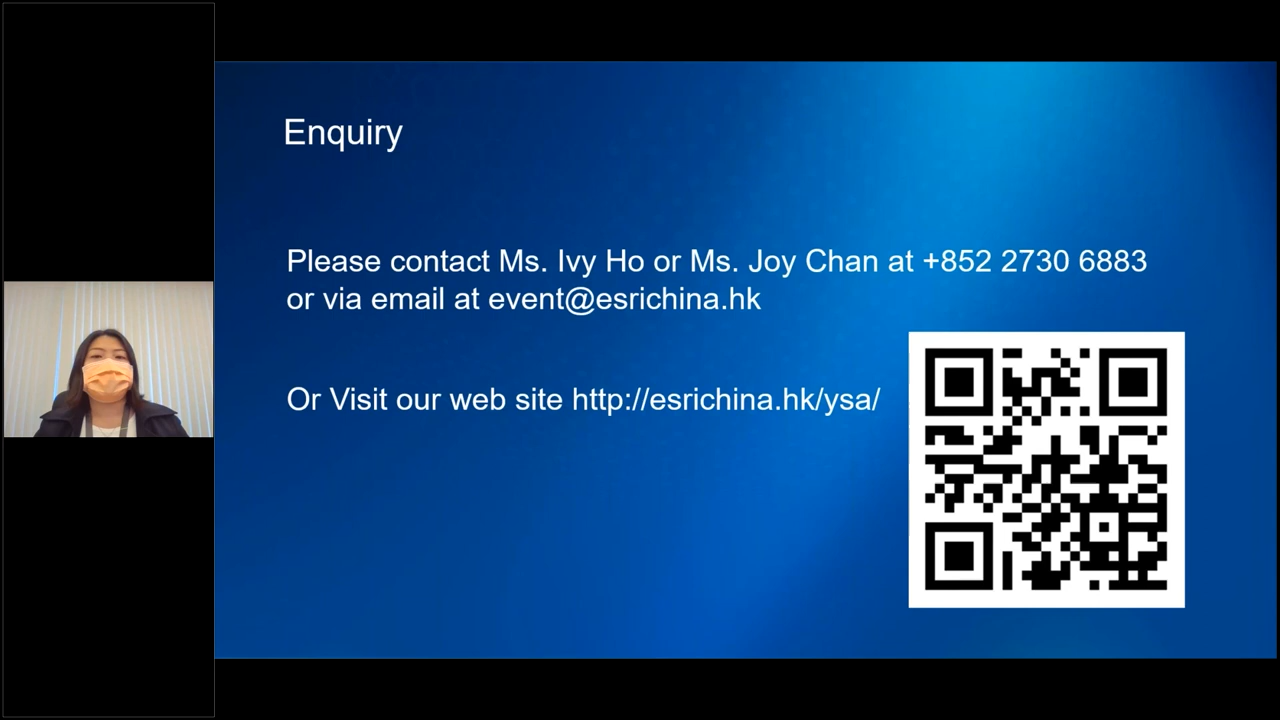 Enquiry
Please contact Ms. Ivy Ho or Ms. Joy Chan at +852 2730 6883
or via email at event@esrichina.hk
Or Visit our web site http://esrichina.hk/ysa/